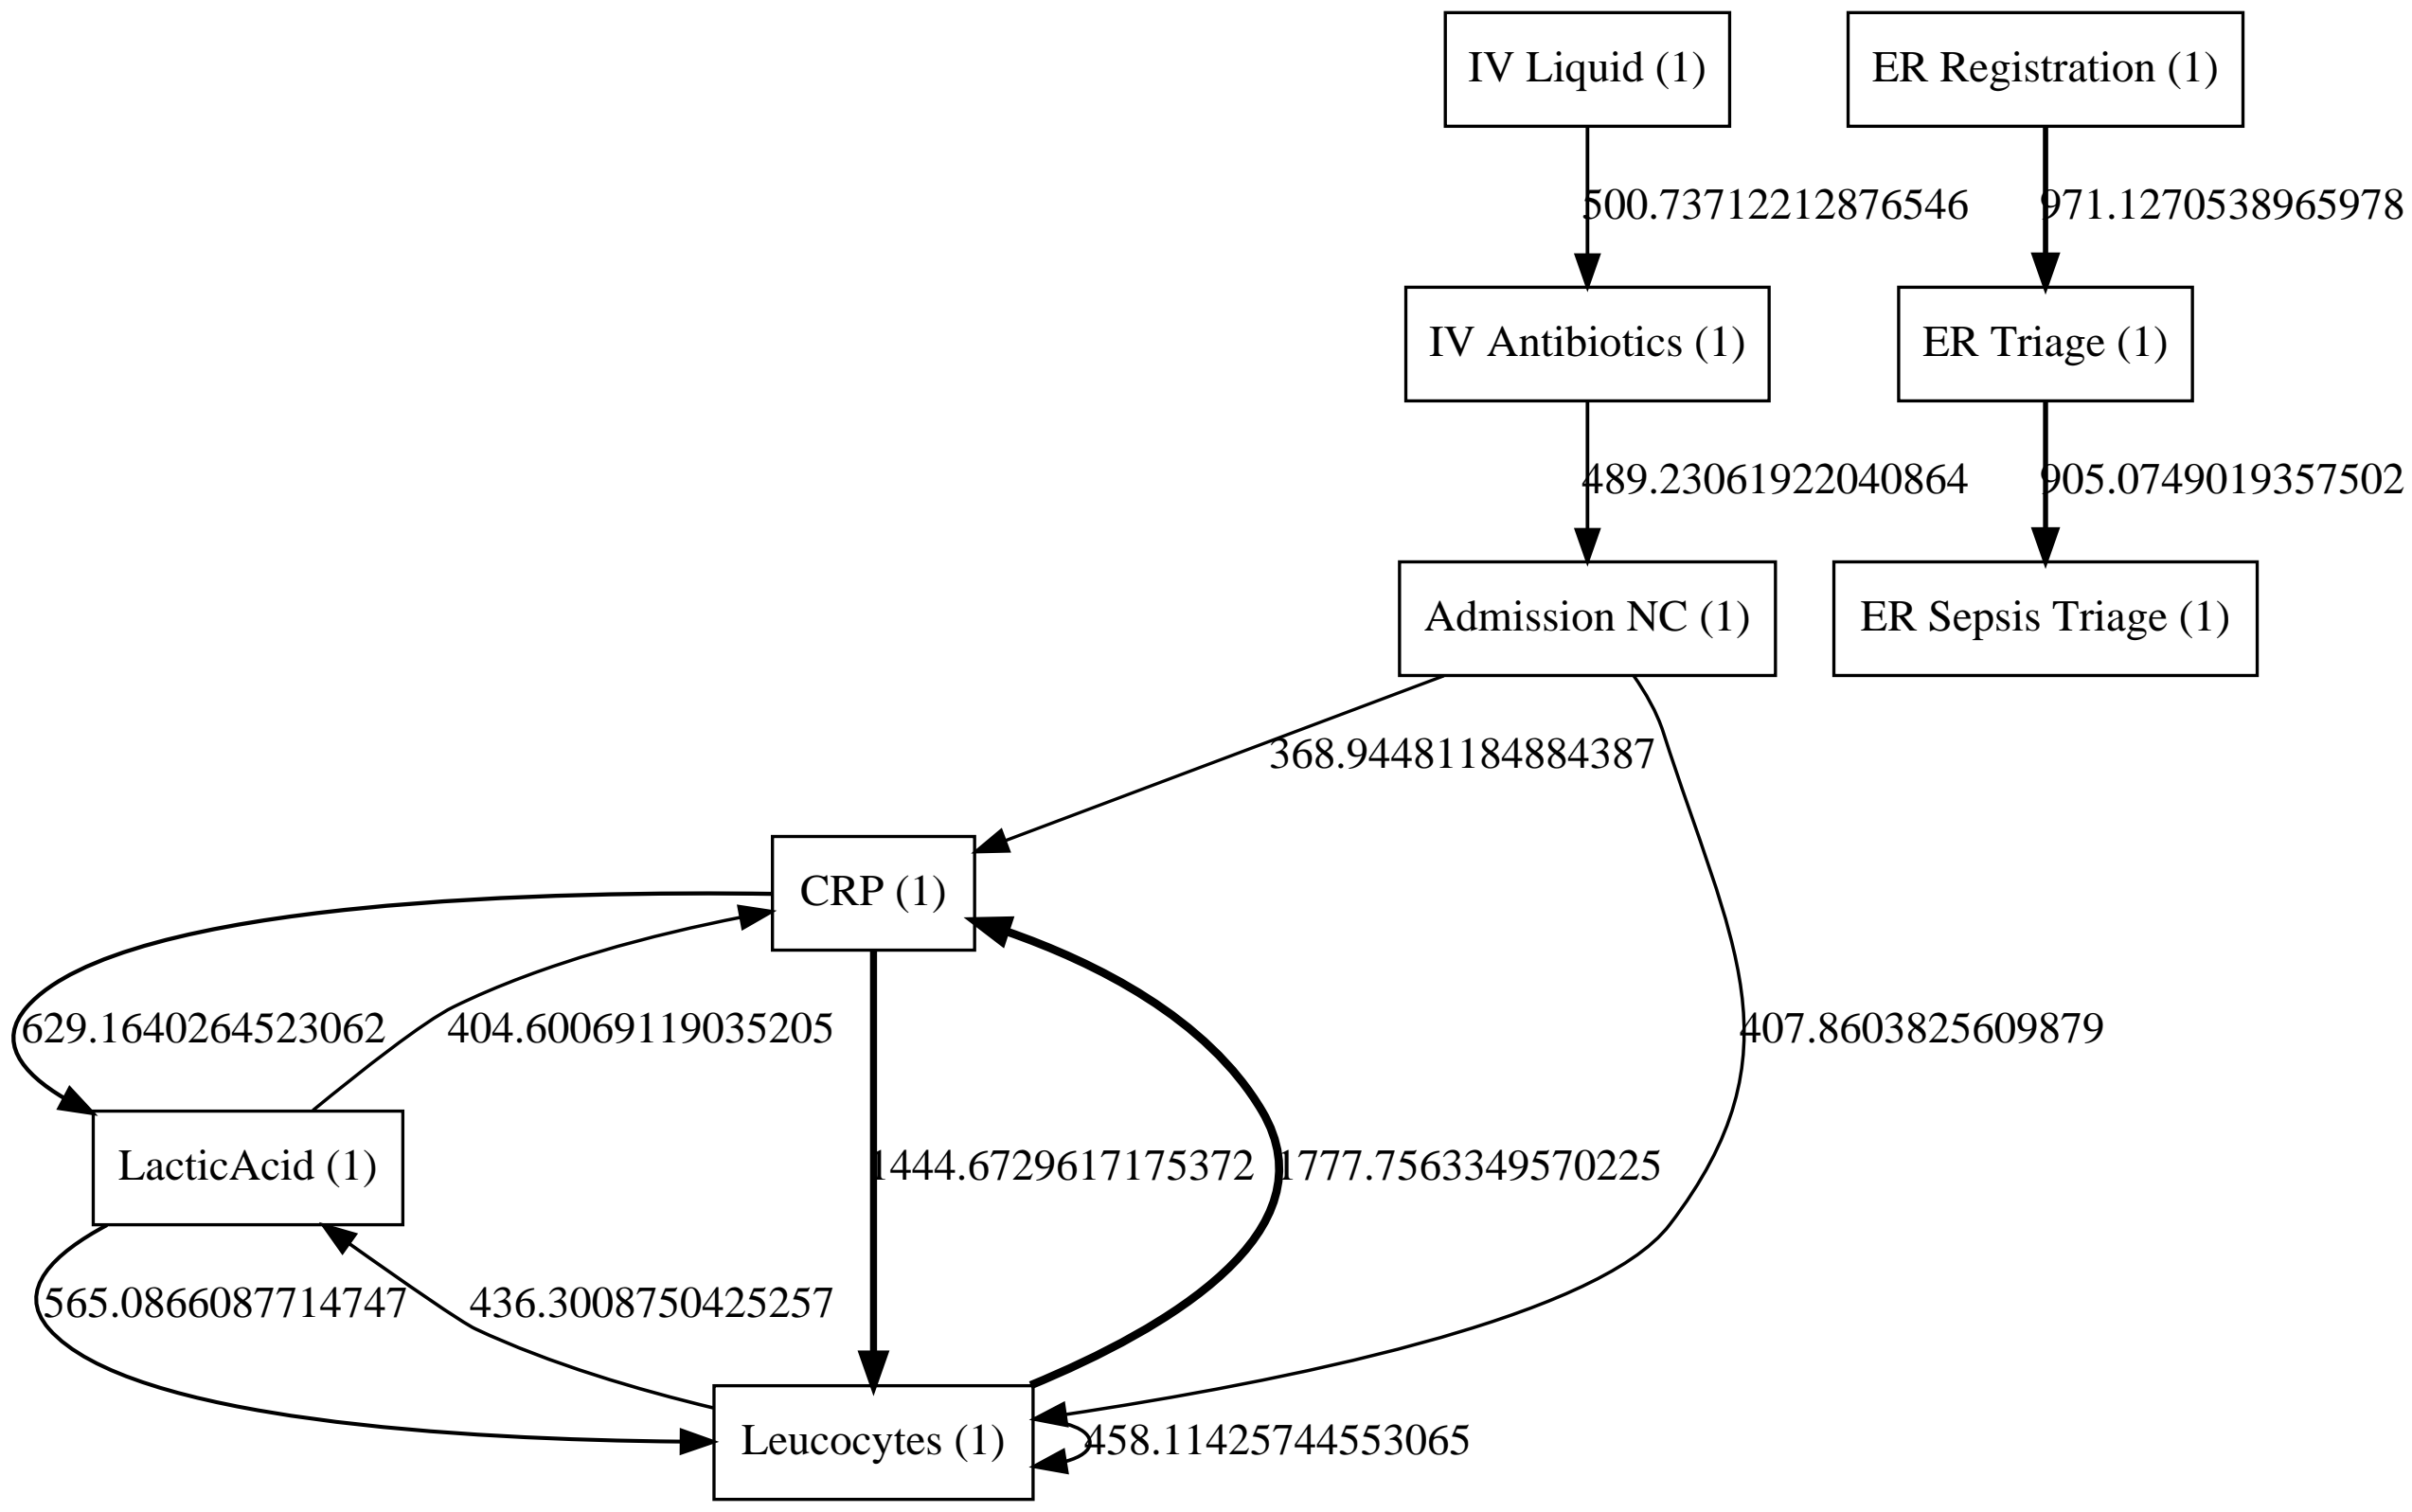 IV Liquid (1)
ER Registration (1)
500.73712212876546
971.1270538965978
IV Antibiotics (1)
ER Triage (1)
489.23061922040864
905.0749019357502
Admission NC (1)
ER Sepsis Triage (1)
368.94481184884387
CRP (1)
629.1640264523062
404.60069119035205
407.8603825609879
LacticAcid (1)
1444.6729617175372
1777.7563349570225
565.0866087714747
436.3008750425257
Leucocytes (1)
458.11425744553065